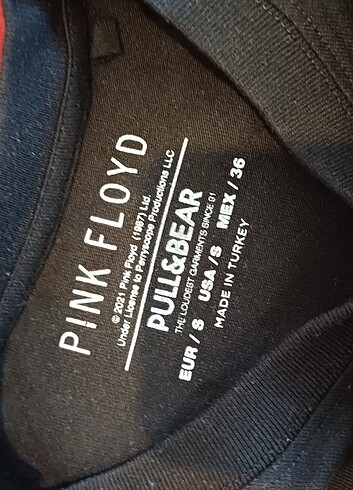 PINK FLOYD
© 2021 Pink Floyd (1987) Ltd.
Under License to Perryscope Productions LLC
PULL&BEAR
THE LOUDEST GARMENTS SINCE 91
EUR / S USA / S MEX / 36
MADE IN TURKEY